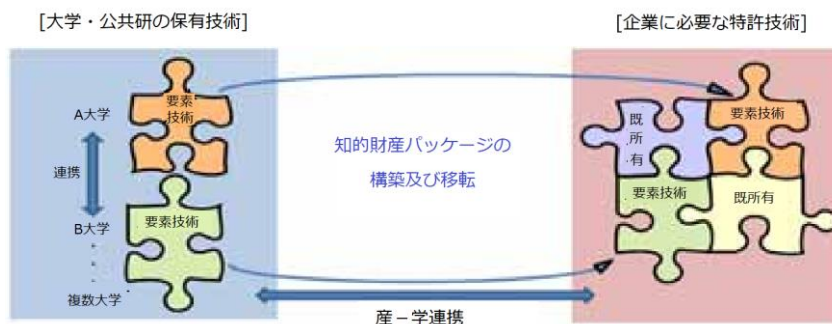 [大学・公共研の保有技術]
[企業に必要な特許技術]
A大学
要素
技術
連携
B大学
要素技術
・
・
・
複数大学
知的財産パッケージの
構築及び移転
既
所
有
要素技術
要素技術
既所有
産－学連携